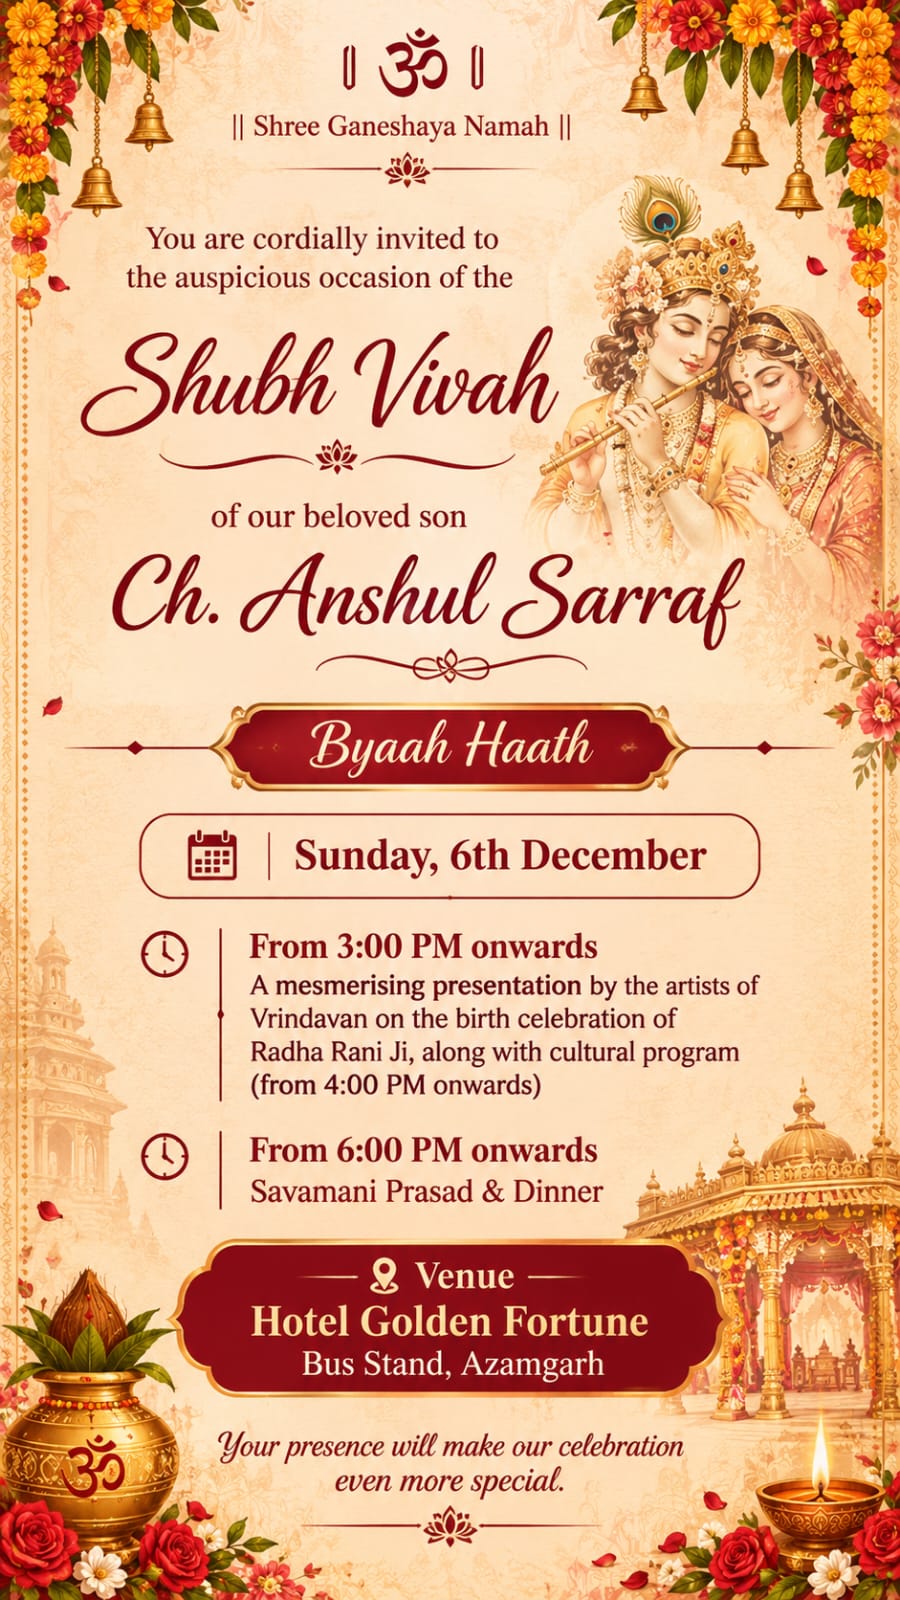 ॥ ॐ ॥
|| Shree Ganeshaya Namah ||
You are cordially invited to
the auspicious occasion of the
Shubh Vivah
of our beloved son
Ch. Anshul Sarraf
Byaah Haath
Sunday, 6th December
From 3:00 PM onwards
A mesmerising presentation by the artists of
Vrindavan on the birth celebration of
Radha Rani Ji, along with cultural program
(from 4:00 PM onwards)
From 6:00 PM onwards
Savamani Prasad & Dinner
Venue
Hotel Golden Fortune
Bus Stand, Azamgarh
ॐ
Your presence will make our celebration
even more special.